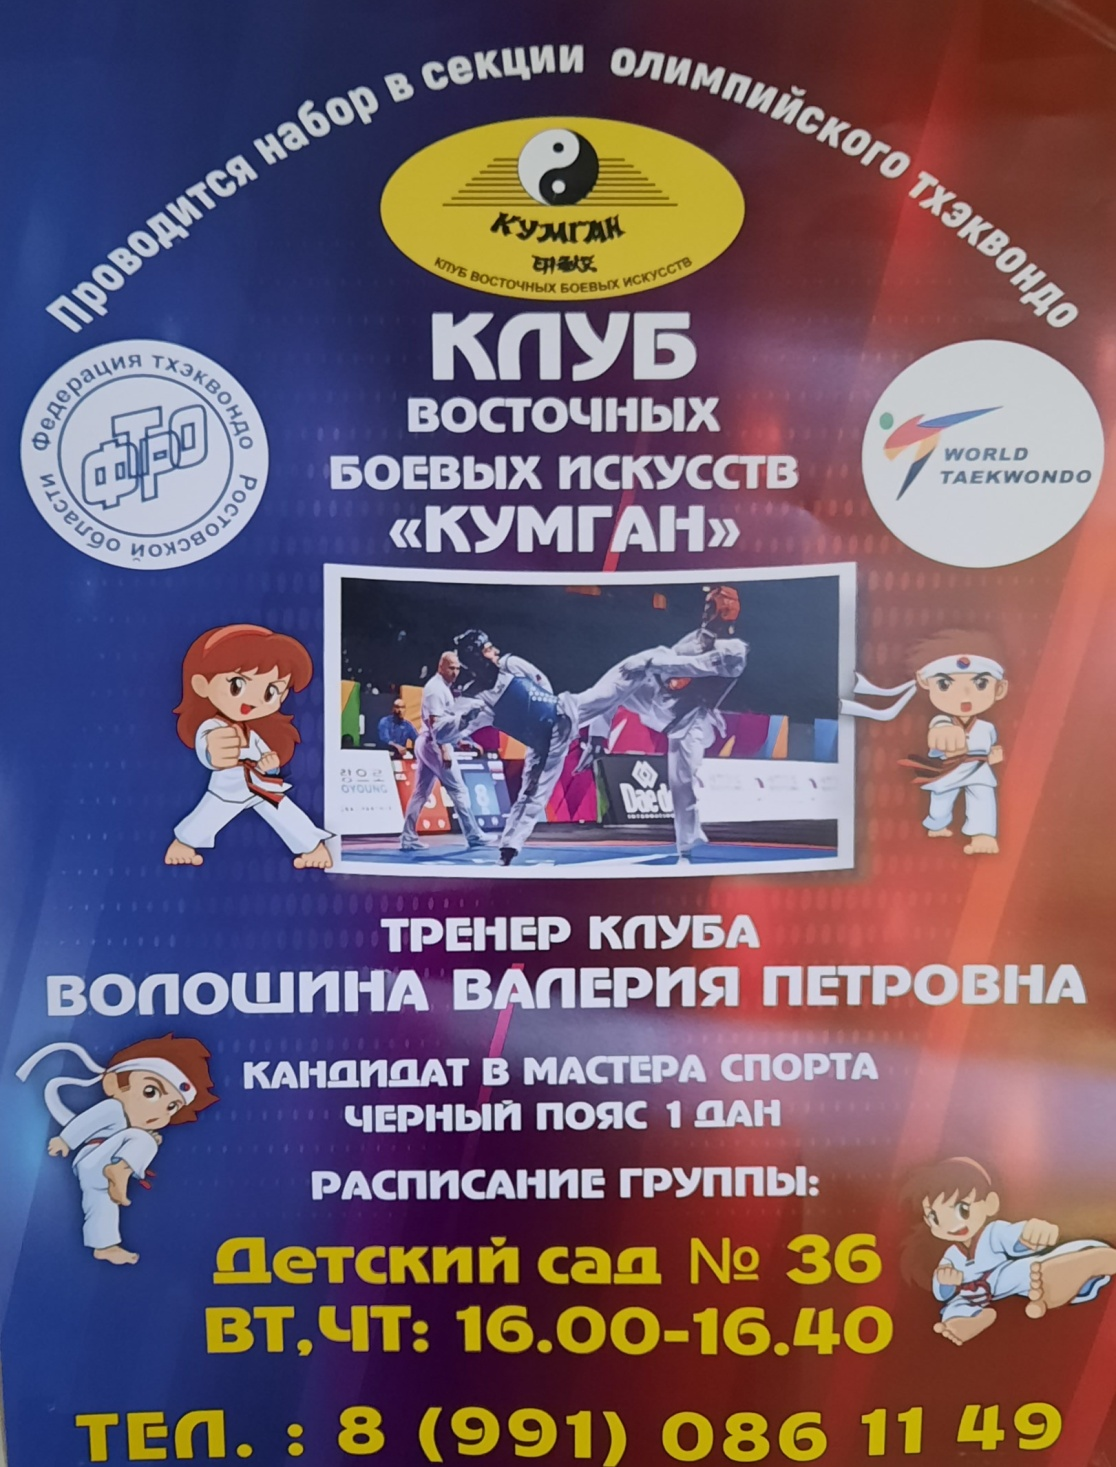 Проводится набор в секции олимпийского тхэквондо
КУМГАН
КЛУБ ВОСТОЧНЫХ БОЕВЫХ ИСКУССТВ
КЛУБ
ВОСТОЧНЫХ
БОЕВЫХ ИСКУССТВ
«КУМГАН»
Федерация тхэквондо Ростовской области
ФТРО
WORLD
TAEKWONDO
OYOUNG
Daed
ТРЕНЕР КЛУБА
ВОЛОШИНА ВАЛЕРИЯ ПЕТРОВНА
КАНДИДАТ В МАСТЕРА СПОРТА
ЧЕРНЫЙ ПОЯС 1 ДАН
РАСПИСАНИЕ ГРУППЫ:
Детский сад № 36
ВТ,ЧТ: 16.00-16.40
ТЕЛ. : 8 (991) 086 11 49